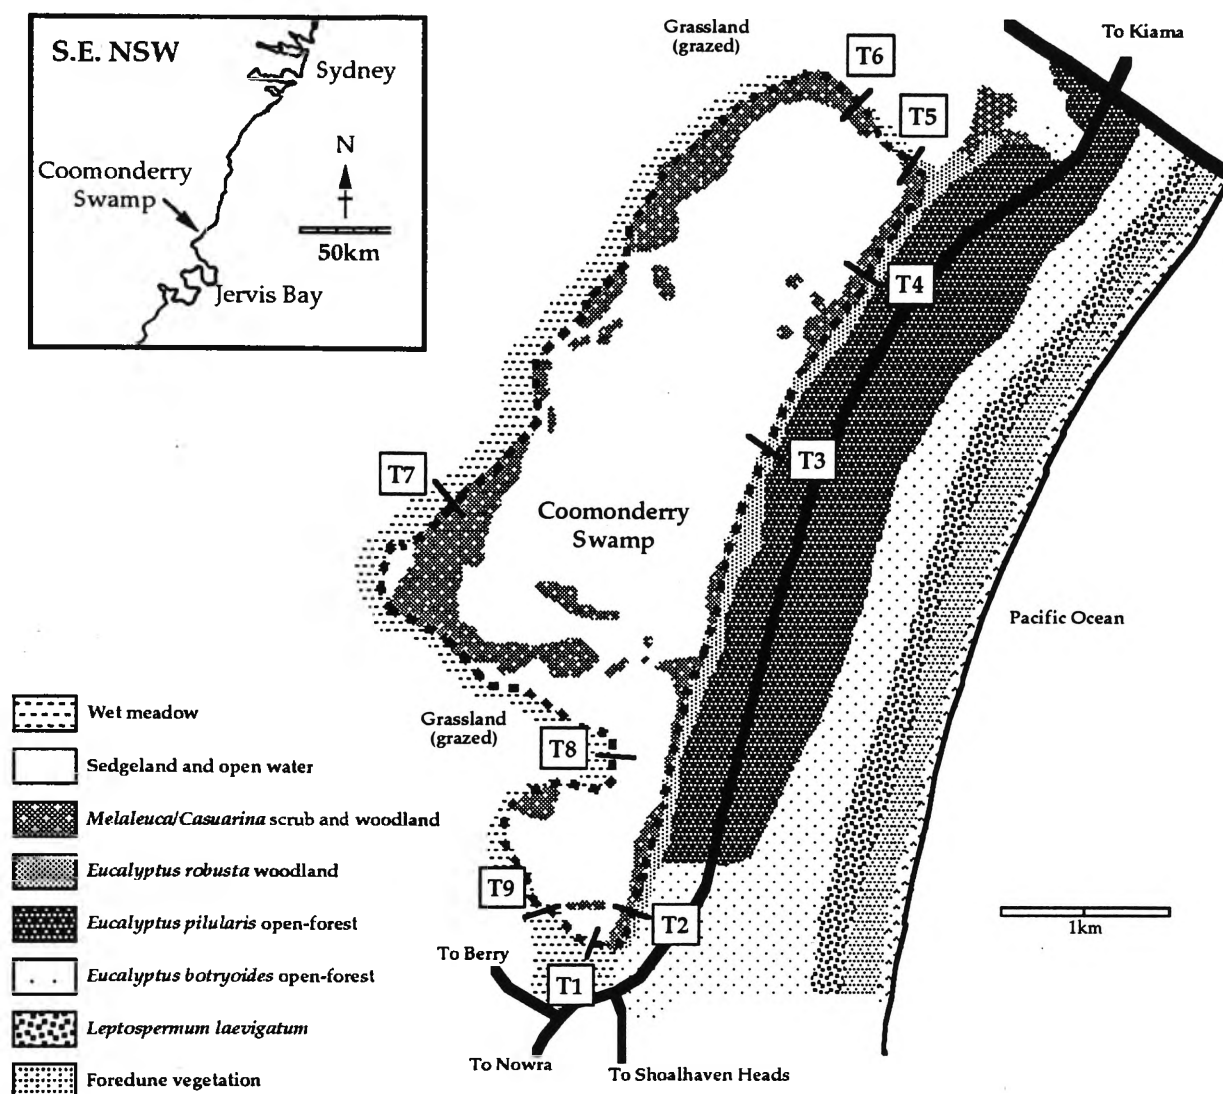 S.E. NSW
Sydney
N
Coomonderry
Swamp
50km
Jervis Bay
Grassland
(grazed)
To Kiama
T6
T5
T4
T3
T7
Coomonderry
Swamp
Pacific Ocean
Grassland
(grazed)
T8
T9
T2
1km
To Berry
T1
To Nowra
To Shoalhaven Heads
Wet meadow
Sedgeland and open water
Melaleuca/Casuarina scrub and woodland
Eucalyptus robusta woodland
Eucalyptus pilularis open-forest
Eucalyptus botryoides open-forest
Leptospermum laevigatum
Foredune vegetation